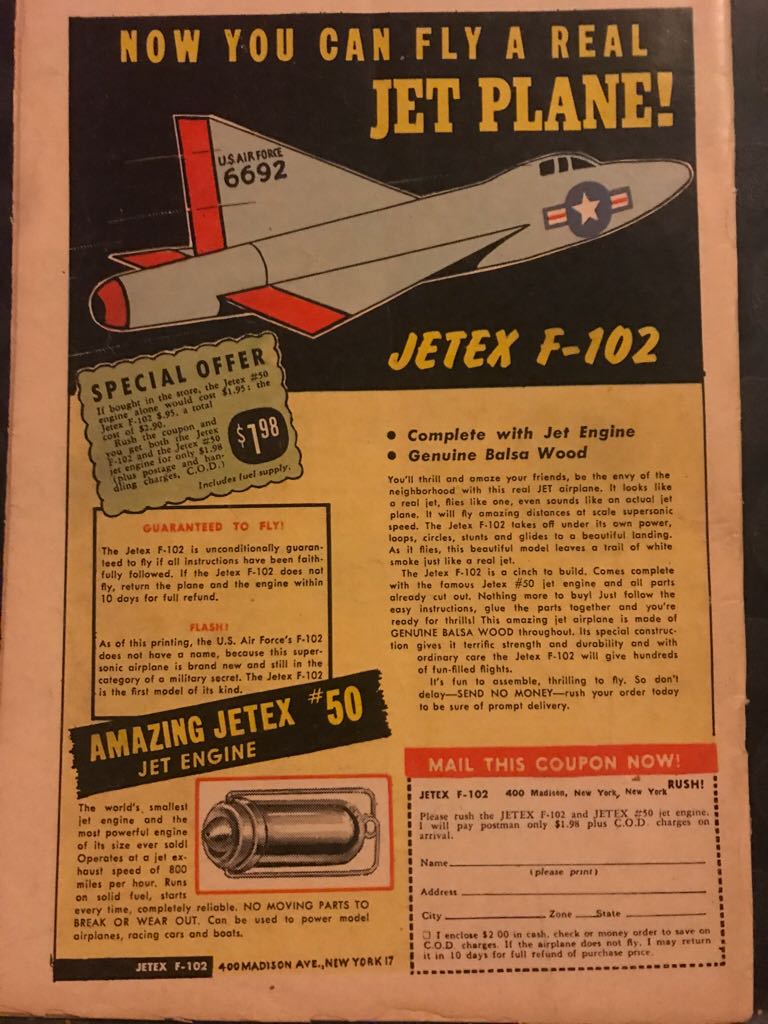 NOW YOU CAN FLY A REAL
JET PLANE!
U.S. AIR FORCE
6692
JETEX F-102
SPECIAL OFFER
If bought in the store, the Jetex #50
engine alone would cost $1.95; the
Jetex F-102 $.95, a total
cost of $2.90.
Rush the coupon and
you get both the Jetex
F-102 and the Jetex #50
jet engine for only $1.98
(plus postage and han-
dling charges, C.O.D.)
Includes fuel supply.
$1.98
GUARANTEED TO FLY!
The Jetex F-102 is unconditionally guaran-
teed to fly if all instructions have been faith-
fully followed. If the Jetex F-102 does not
fly, return the plane and the engine within
10 days for full refund.
FLASH!
As of this printing, the U.S. Air Force's F-102
does not have a name, because this super-
sonic airplane is brand new and still in the
category of a military secret. The Jetex F-102
is the first model of its kind.
• Complete with Jet Engine
• Genuine Balsa Wood
You'll thrill and amaze your friends, be the envy of the
neighborhood with this real JET airplane. It looks like
a real jet, flies like one, even sounds like an actual jet
plane. It will fly amazing distances at scale supersonic
speed. The Jetex F-102 takes off under its own power,
loops, circles, stunts and glides to a beautiful landing.
As it flies, this beautiful model leaves a trail of white
smoke just like a real jet.
The Jetex F-102 is a cinch to build. Comes complete
with the famous Jetex #50 jet engine and all parts
already cut out. Nothing more to buy! Just follow the
easy instructions, glue the parts together and you're
ready for thrills! This amazing jet airplane is made of
GENUINE BALSA WOOD throughout. Its special construc-
tion gives it terrific strength and durability and with
ordinary care the Jetex F-102 will give hundreds
of fun-filled flights.
It's fun to assemble, thrilling to fly. So don't
delay—SEND NO MONEY—rush your order today
to be sure of prompt delivery.
AMAZING JETEX #50
JET ENGINE
The world's smallest
jet engine and the
most powerful engine
of its size ever sold!
Operates at a jet ex-
haust speed of 800
miles per hour. Runs
on solid fuel, starts
every time, completely reliable. NO MOVING PARTS TO
BREAK OR WEAR OUT. Can be used to power model
airplanes, racing cars and boats.
JETEX F-102 400 MADISON AVE., NEW YORK 17
MAIL THIS COUPON NOW!
JETEX F-102 400 Madison, New York, New York RUSH!
Please rush the JETEX F-102 and JETEX #50 jet engine.
I will pay postman only $1.98 plus C.O.D. charges on
arrival.
Name
(please print)
Address
City Zone State
☐ I enclose $2.00 in cash, check or money order to save on
C.O.D. charges. If the airplane does not fly, I may return
it in 10 days for full refund of purchase price.